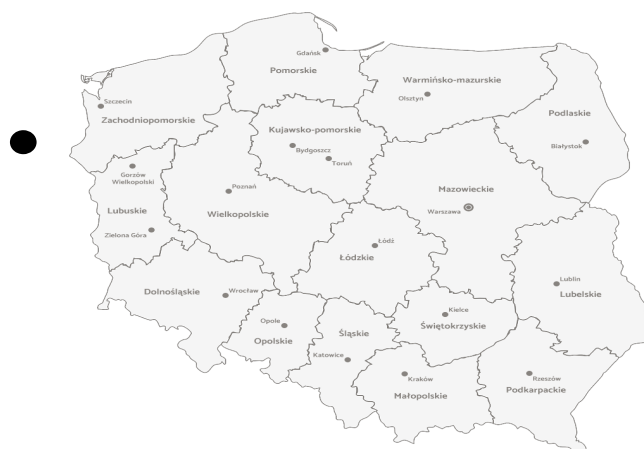 Gdańsk
Pomorskie
Warmińsko-mazurskie
Olsztyn
Szczecin
Zachodniopomorskie
Podlaskie
Białystok
Kujawsko-pomorskie
Bydgoszcz
Toruń
Gorzów
Wielkopolski
Poznań
Mazowieckie
Warszawa
Lubuskie
Wielkopolskie
Zielona Góra
Łódź
Łódzkie
Lublin
Lubelskie
Dolnośląskie
Wrocław
Kielce
Świętokrzyskie
Opole
Opolskie
Śląskie
Katowice
Kraków
Małopolskie
Rzeszów
Podkarpackie